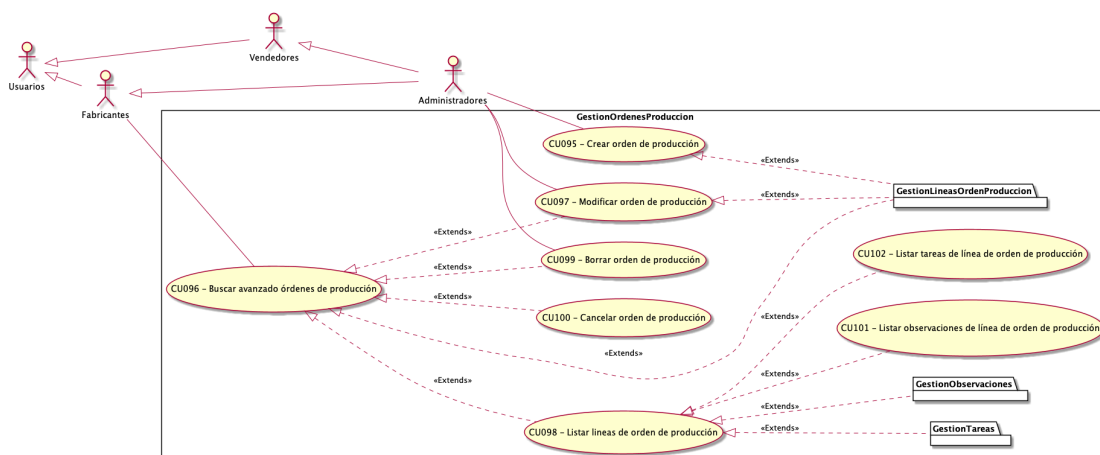 Usuarios
Vendedores
Fabricantes
Administradores
GestionOrdenesProduccion
CU095 – Crear orden de producción
«Extends»
GestionLineasOrdenProduccion
CU097 – Modificar orden de producción
«Extends»
«Extends»
CU099 – Borrar orden de producción
CU102 – Listar tareas de línea de orden de producción
«Extends»
CU096 – Buscar avanzado órdenes de producción
«Extends»
CU100 – Cancelar orden de producción
«Extends»
CU101 – Listar observaciones de línea de orden de producción
«Extends»
«Extends»
«Extends»
GestionObservaciones
«Extends»
CU098 – Listar lineas de orden de producción
«Extends»
GestionTareas